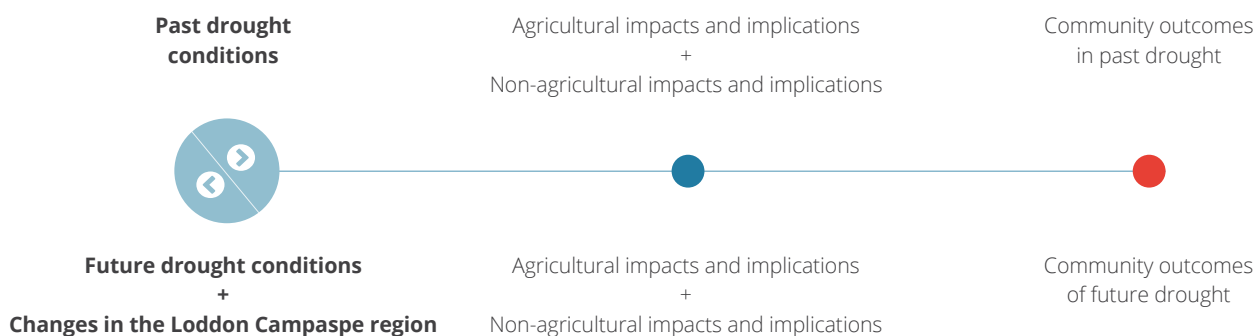 Past drought
conditions
Agricultural impacts and implications
+
Non-agricultural impacts and implications
Community outcomes
in past drought
Future drought conditions
+
Changes in the Loddon Campaspe region
Agricultural impacts and implications
+
Non-agricultural impacts and implications
Community outcomes
of future drought